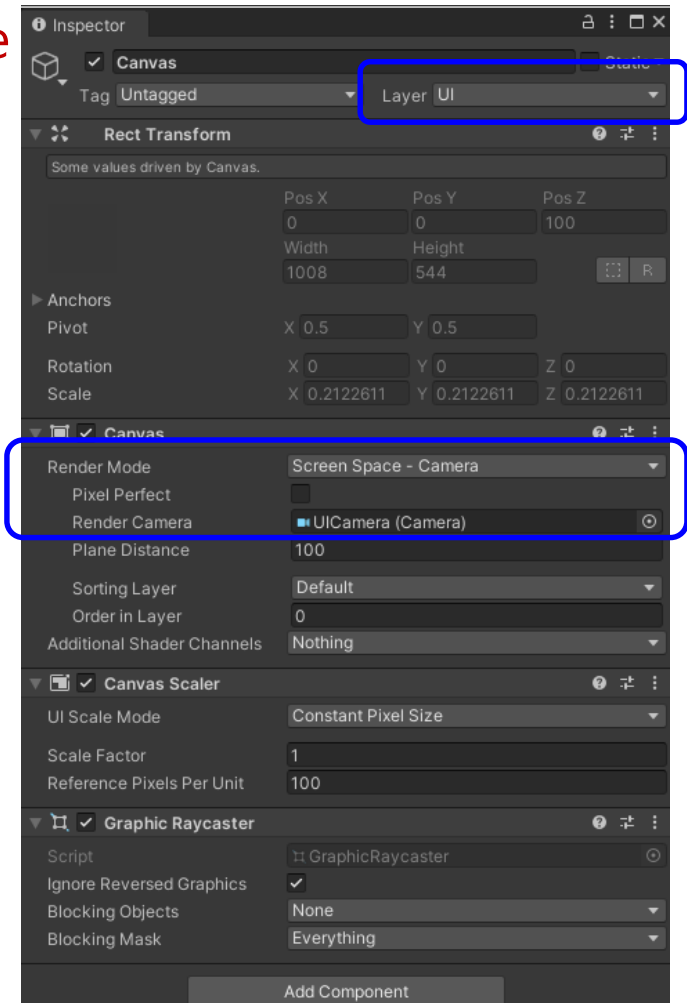 Inspector
e
Canvas
Static
Tag Untagged Layer UI
Rect Transform
Some values driven by Canvas.
Pos X Pos Y Pos Z
0 0 100
Width Height
1008 544
R
Anchors
Pivot X 0.5 Y 0.5
Rotation X 0 Y 0 Z 0
Scale X 0.2122611 Y 0.2122611 Z 0.2122611
Canvas
Render Mode Screen Space - Camera
Pixel Perfect
Render Camera UICamera (Camera)
Plane Distance 100
Sorting Layer Default
Order in Layer 0
Additional Shader Channels Nothing
Canvas Scaler
UI Scale Mode Constant Pixel Size
Scale Factor 1
Reference Pixels Per Unit 100
Graphic Raycaster
Script GraphicRaycaster
Ignore Reversed Graphics
Blocking Objects None
Blocking Mask Everything
Add Component